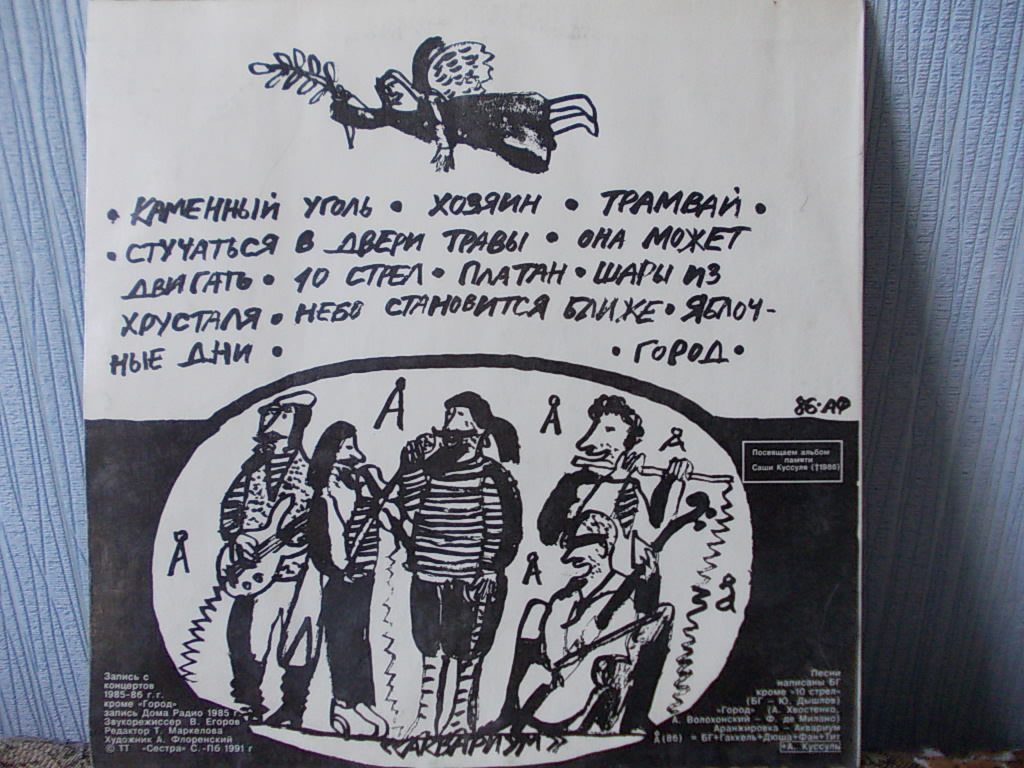 • КАМЕННЫЙ УГОЛЬ • ХОЗЯИН • ТРАМВАЙ •
• СТУЧАТЬСЯ В ДВЕРИ ТРАВЫ • ОНА МОЖЕТ
ДВИГАТЬ • 10 СТРЕЛ • ПЛАТАН • ШАРЫ ИЗ
ХРУСТАЛЯ • НЕБО СТАНОВИТСЯ БЛИЖЕ • ЯБЛОЧ-
НЫЕ ДНИ • • ГОРОД •
86·АФ
Å
Å
Å
Å
Å
Å
Посвящаем альбом
памяти
Саши Куссуля (†1986)
Запись с
концертов
1985-86 г.г.
кроме «Город»
запись Дома Радио 1985 г.
Звукорежиссер В. Егоров
Редактор Т. Маркелова
Художник А. Флоренский
© ТТ «Сестра» С.-Пб 1991 г
«АКВАРИУМ»
Песни
написаны БГ
кроме «10 стрел»
(БГ – Ю. Дышлов)
«Город» (А. Хвостенко,
А. Волохонский – Ф. де Милано)
Аранжировка – Аквариум
Å (86) = БГ+Гаккель+Дюша+Фан+Тит
+А. Куссуль